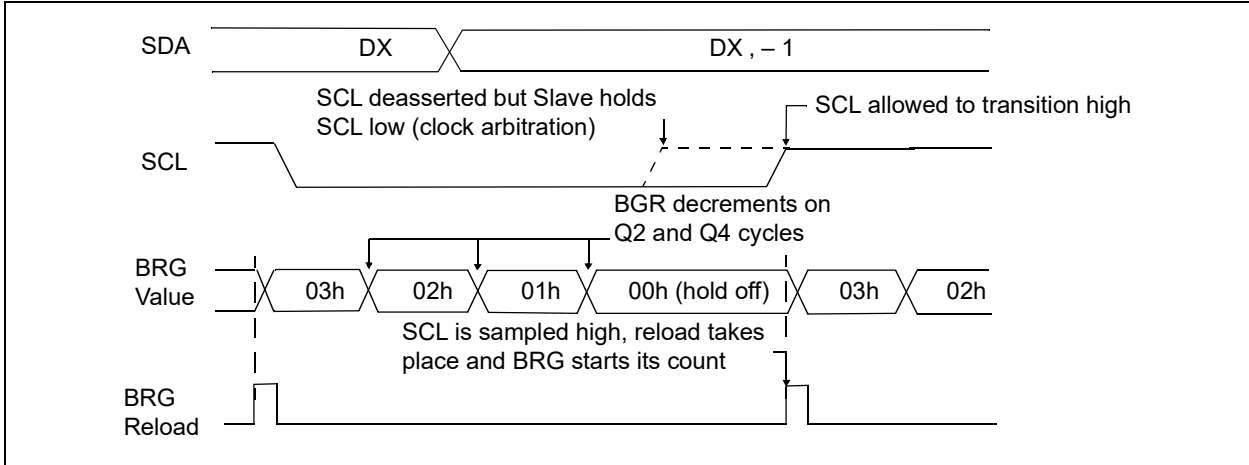 SDA
DX
DX , – 1
SCL deasserted but Slave holds
SCL low (clock arbitration)
SCL allowed to transition high
SCL
BGR decrements on
Q2 and Q4 cycles
BRG
Value
03h
02h
01h
00h (hold off)
03h
02h
SCL is sampled high, reload takes
place and BRG starts its count
BRG
Reload